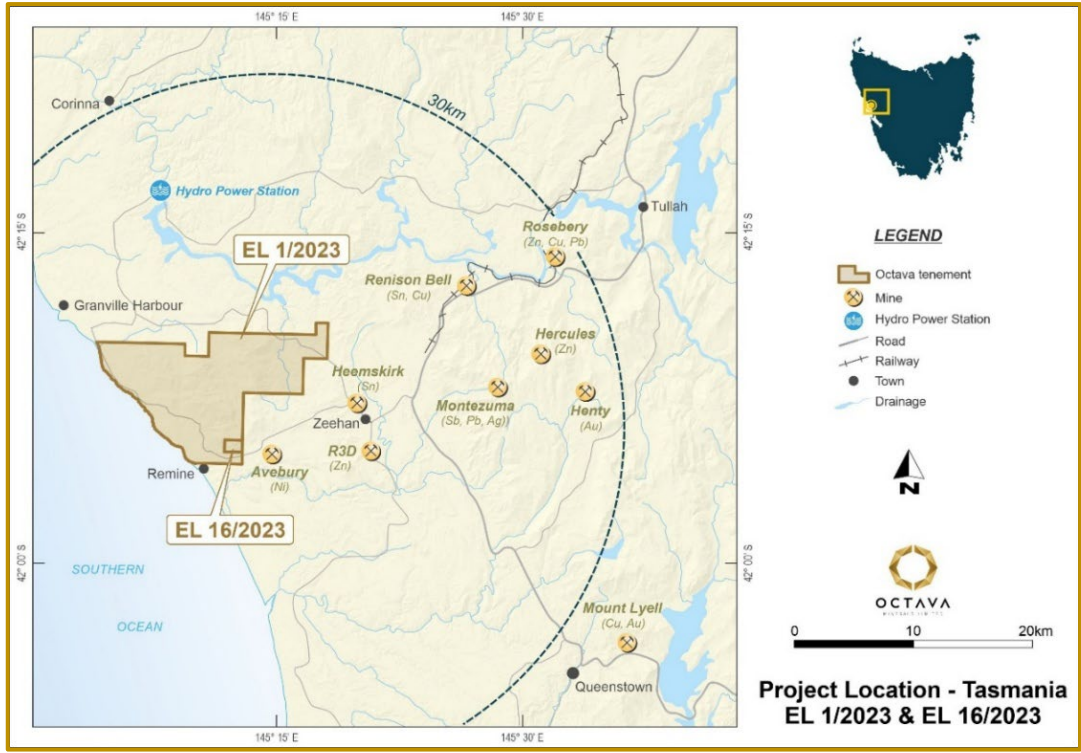 145° 15' E
145° 30' E
Corinna
30km
Hydro Power Station
Tullah
42° 15' S
42° 15' S
Rosebery
(Zn, Cu, Pb)
EL 1/2023
Renison Bell
(Sn, Cu)
Granville Harbour
Hercules
(Zn)
Heemskirk
(Sn)
Montezuma
(Sb, Pb, Ag))
Henty
(Au)
Zeehan
R3D
(Zn)
Remine
Avebury
(Ni)
EL 16/2023
42° 00' S
42° 00' S
SOUTHERN
OCEAN
Mount Lyell
(Cu, Au)
Queenstown
145° 15' E
145° 30' E
LEGEND
Octava tenement
Mine
Hydro Power Station
Road
Railway
Town
Drainage
N
OCTAVA
MINERALS LIMITED
0 10 20km
Project Location - Tasmania
EL 1/2023 & EL 16/2023